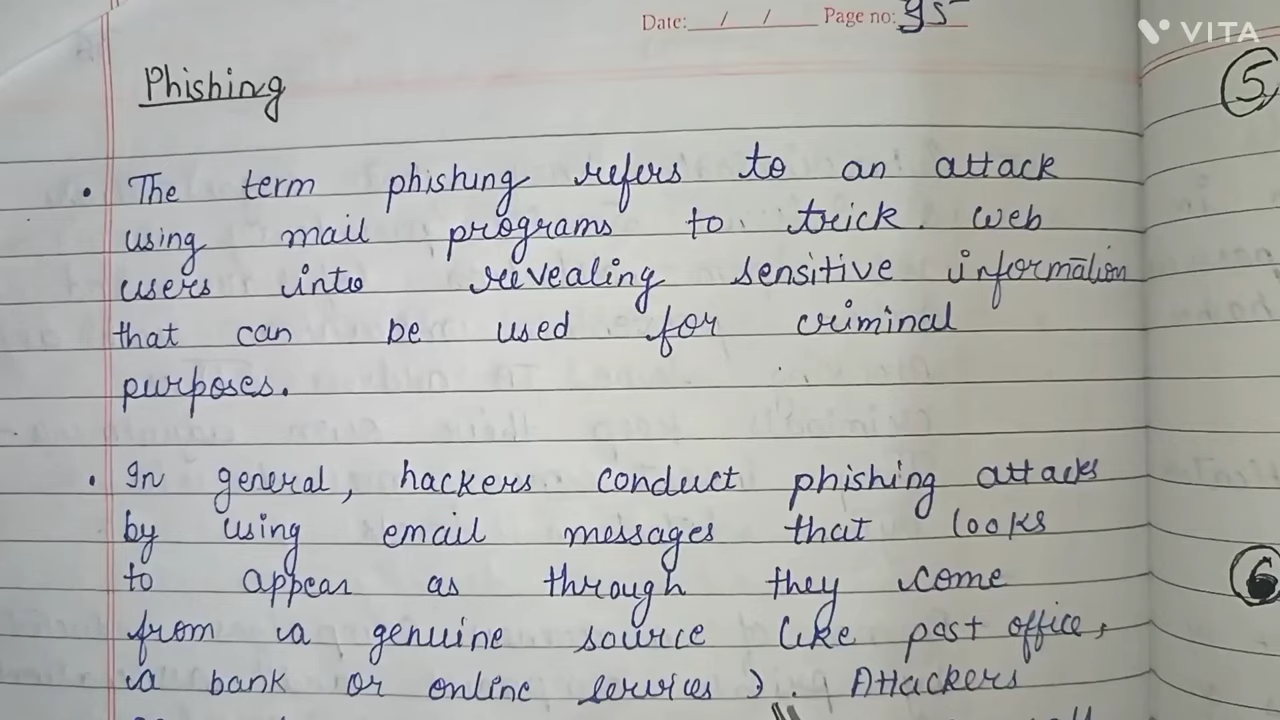 Date: / / Page no: 95
VITA
Phishing
5
• The term phishing refers to an attack
using mail programs to trick web
users into revealing sensitive information
that can be used for criminal
purposes.
• In general, hackers conduct phishing attacks
by using email messages that looks
to appear as through they come
6
from a genuine source like post office,
a bank or online services ). Attackers